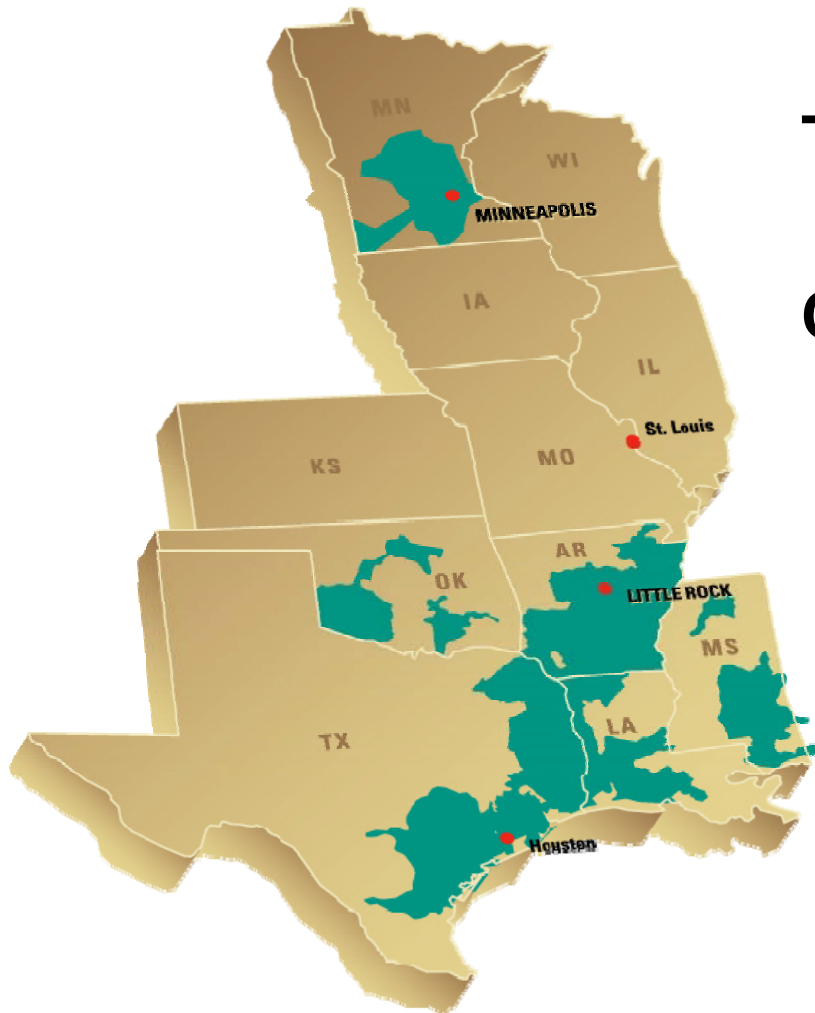 MN
WI
MINNEAPOLIS
IA
IL
St. Louis
KS
MO
AR
OK
LITTLE ROCK
MS
LA
TX
Houston